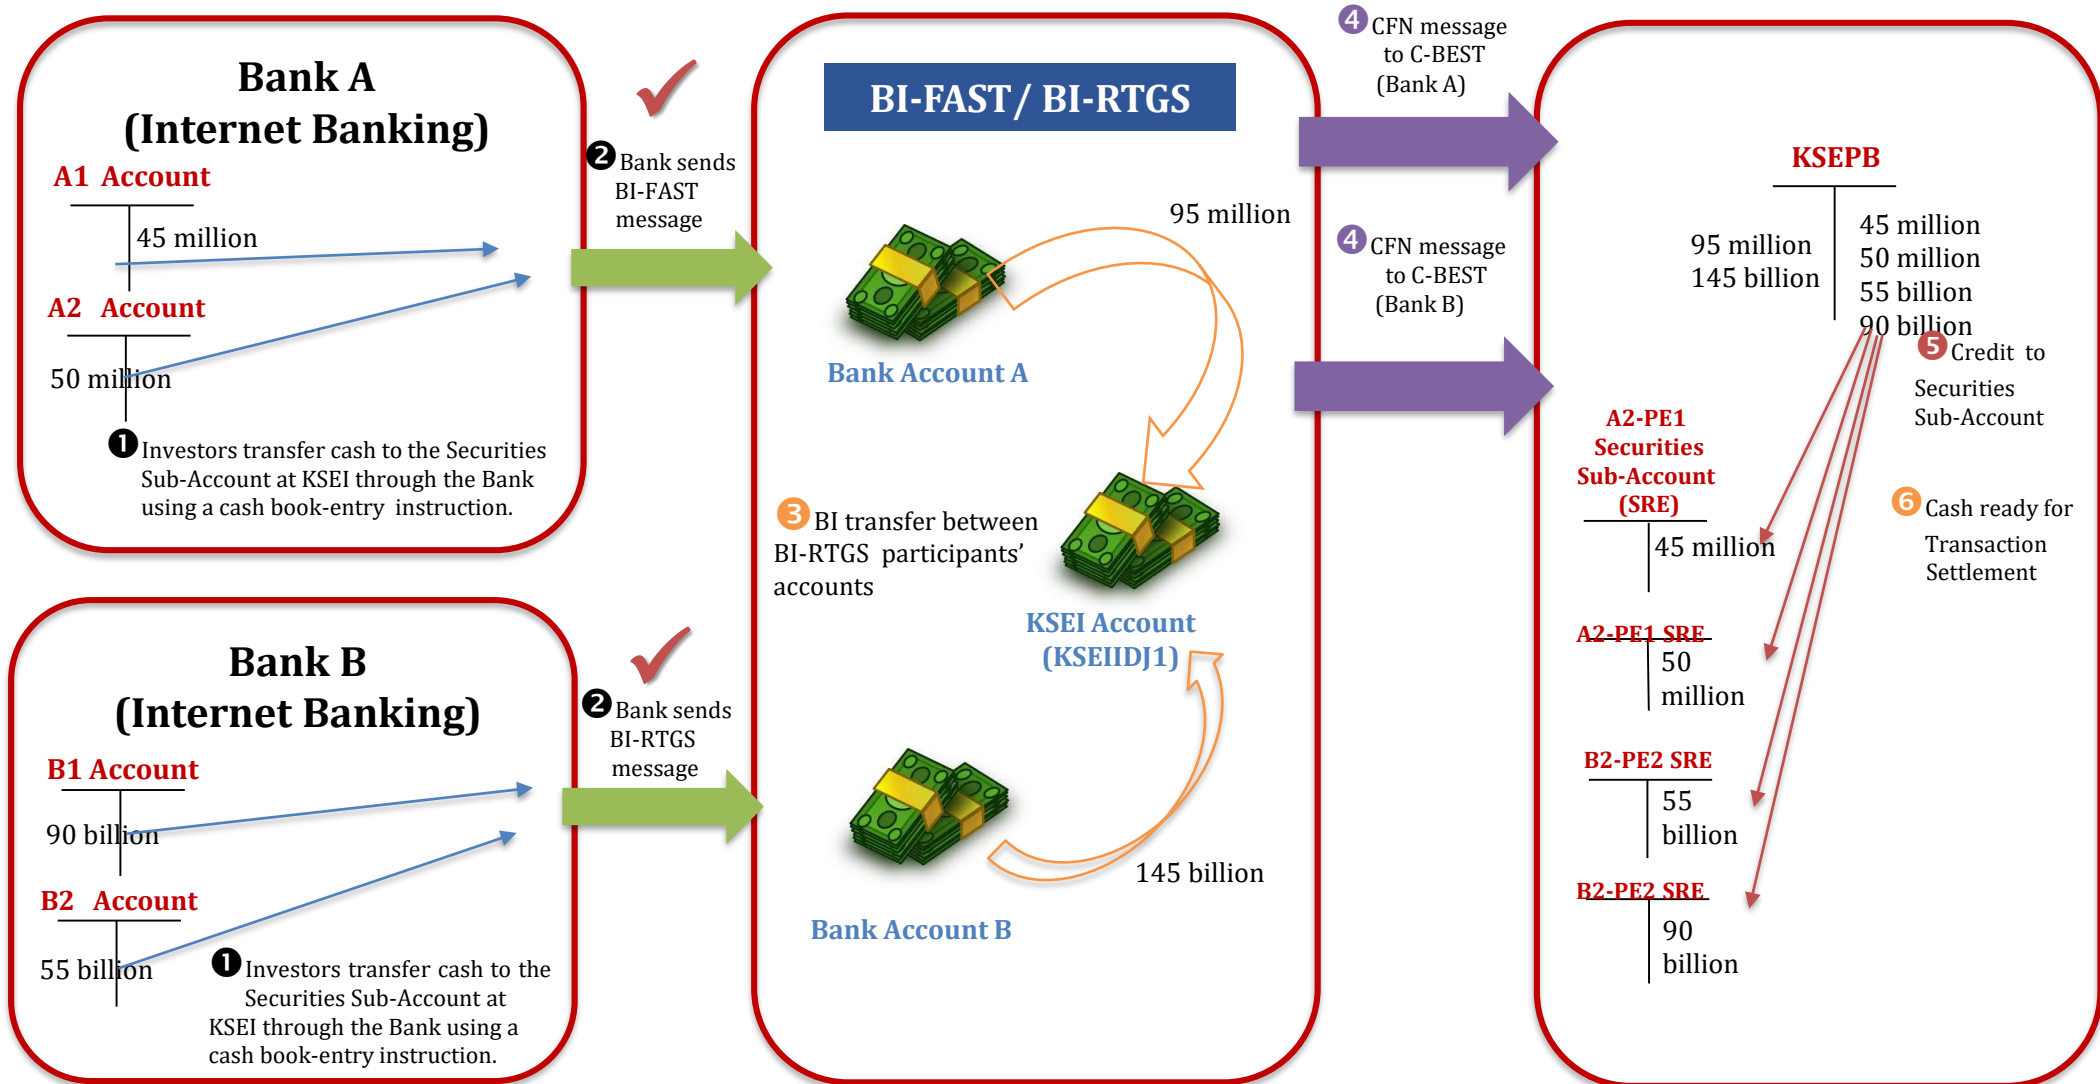 Bank A
(Internet Banking)
A1 Account
45 million
A2 Account
50 million
❶ Investors transfer cash to the Securities
Sub-Account at KSEI through the Bank
using a cash book-entry instruction.
Bank B
(Internet Banking)
B1 Account
90 billion
B2 Account
55 billion
❶ Investors transfer cash to the
Securities Sub-Account at
KSEI through the Bank using a
cash book-entry instruction.
❷ Bank sends
BI-FAST
message
❷ Bank sends
BI-RTGS
message
BI-FAST/ BI-RTGS
95 million
Bank Account A
❸ BI transfer between
BI-RTGS participants’
accounts
KSEI Account
(KSEIIDJ1)
145 billion
Bank Account B
❹ CFN message
to C-BEST
(Bank A)
❹ CFN message
to C-BEST
(Bank B)
KSEPB
95 million
145 billion
45 million
50 million
55 billion
90 billion
❺ Credit to
Securities
Sub-Account
A2-PE1
Securities
Sub-Account
(SRE)
45 million
❻ Cash ready for
Transaction
Settlement
A2-PE1 SRE
50
million
B2-PE2 SRE
55
billion
B2-PE2 SRE
90
billion